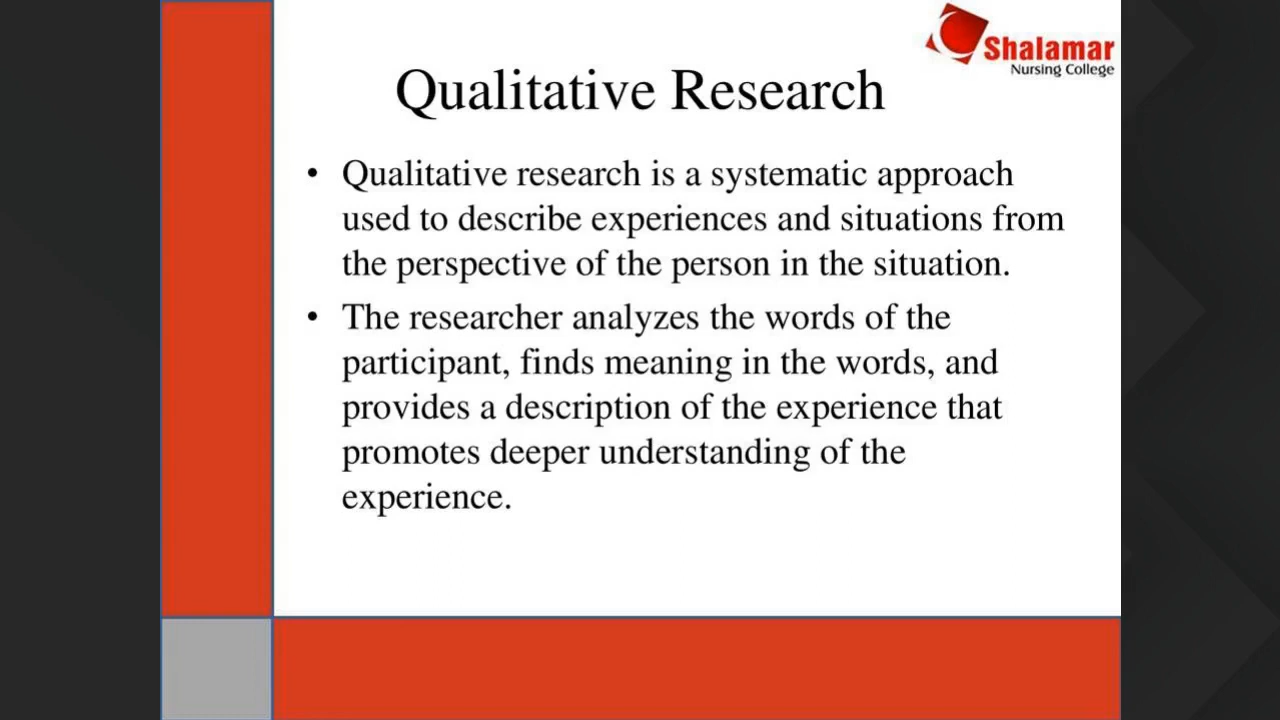 Shalamar
Nursing College
Qualitative Research
• Qualitative research is a systematic approach
used to describe experiences and situations from
the perspective of the person in the situation.
• The researcher analyzes the words of the
participant, finds meaning in the words, and
provides a description of the experience that
promotes deeper understanding of the
experience.